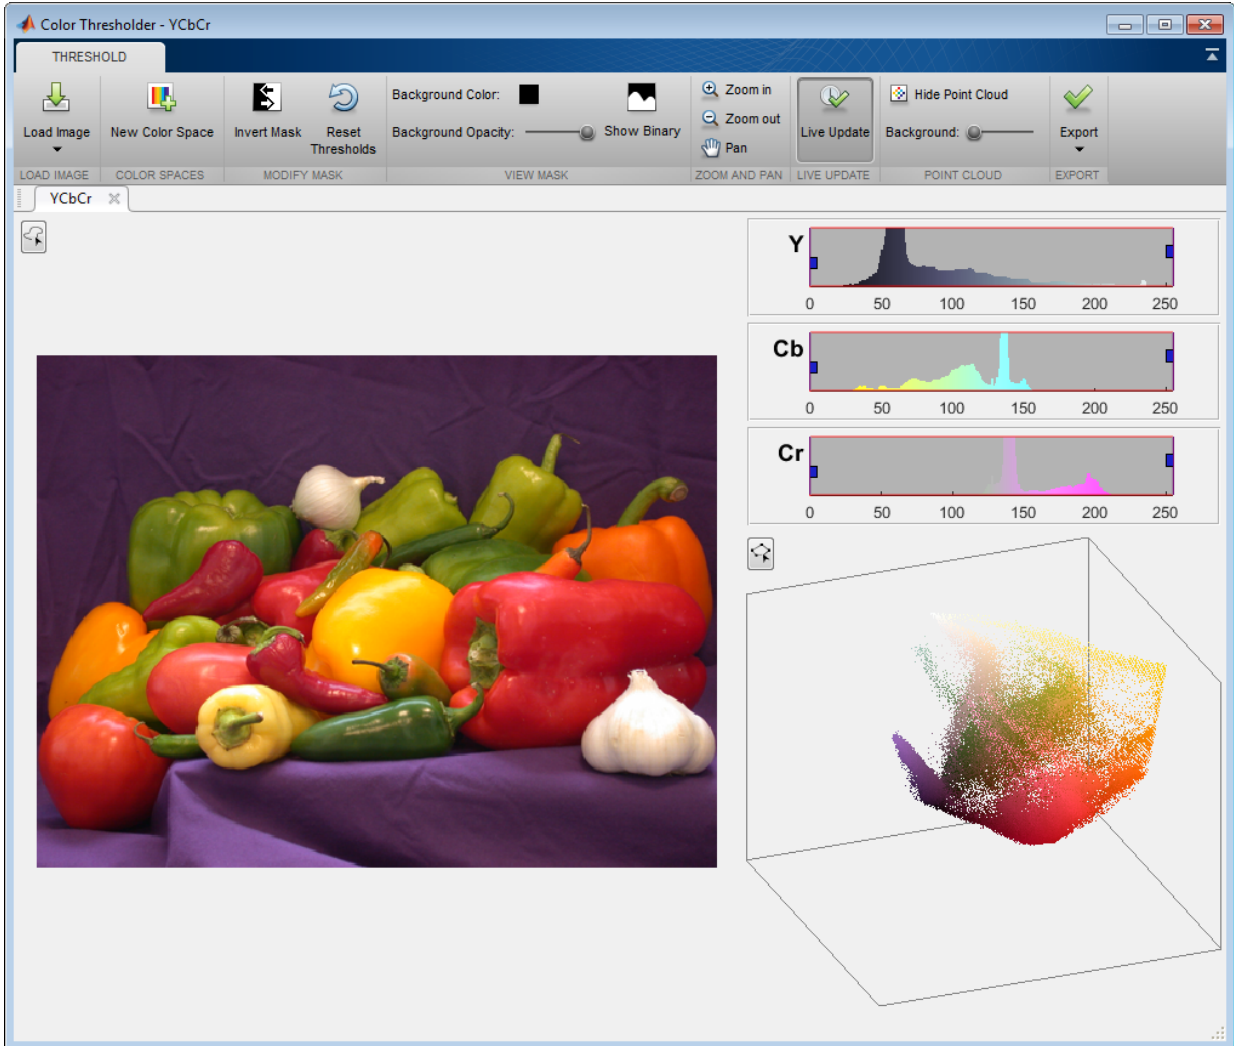 Color Thresholder - YCbCr
THRESHOLD
Load Image
New Color Space
Invert Mask
Reset
Thresholds
Background Color:
Background Opacity:
Show Binary
Zoom in
Zoom out
Pan
Live Update
Hide Point Cloud
Background:
Export
LOAD IMAGE
COLOR SPACES
MODIFY MASK
VIEW MASK
ZOOM AND PAN
LIVE UPDATE
POINT CLOUD
EXPORT
YCbCr
Y
0 50 100 150 200 250
Cb
0 50 100 150 200 250
Cr
0 50 100 150 200 250